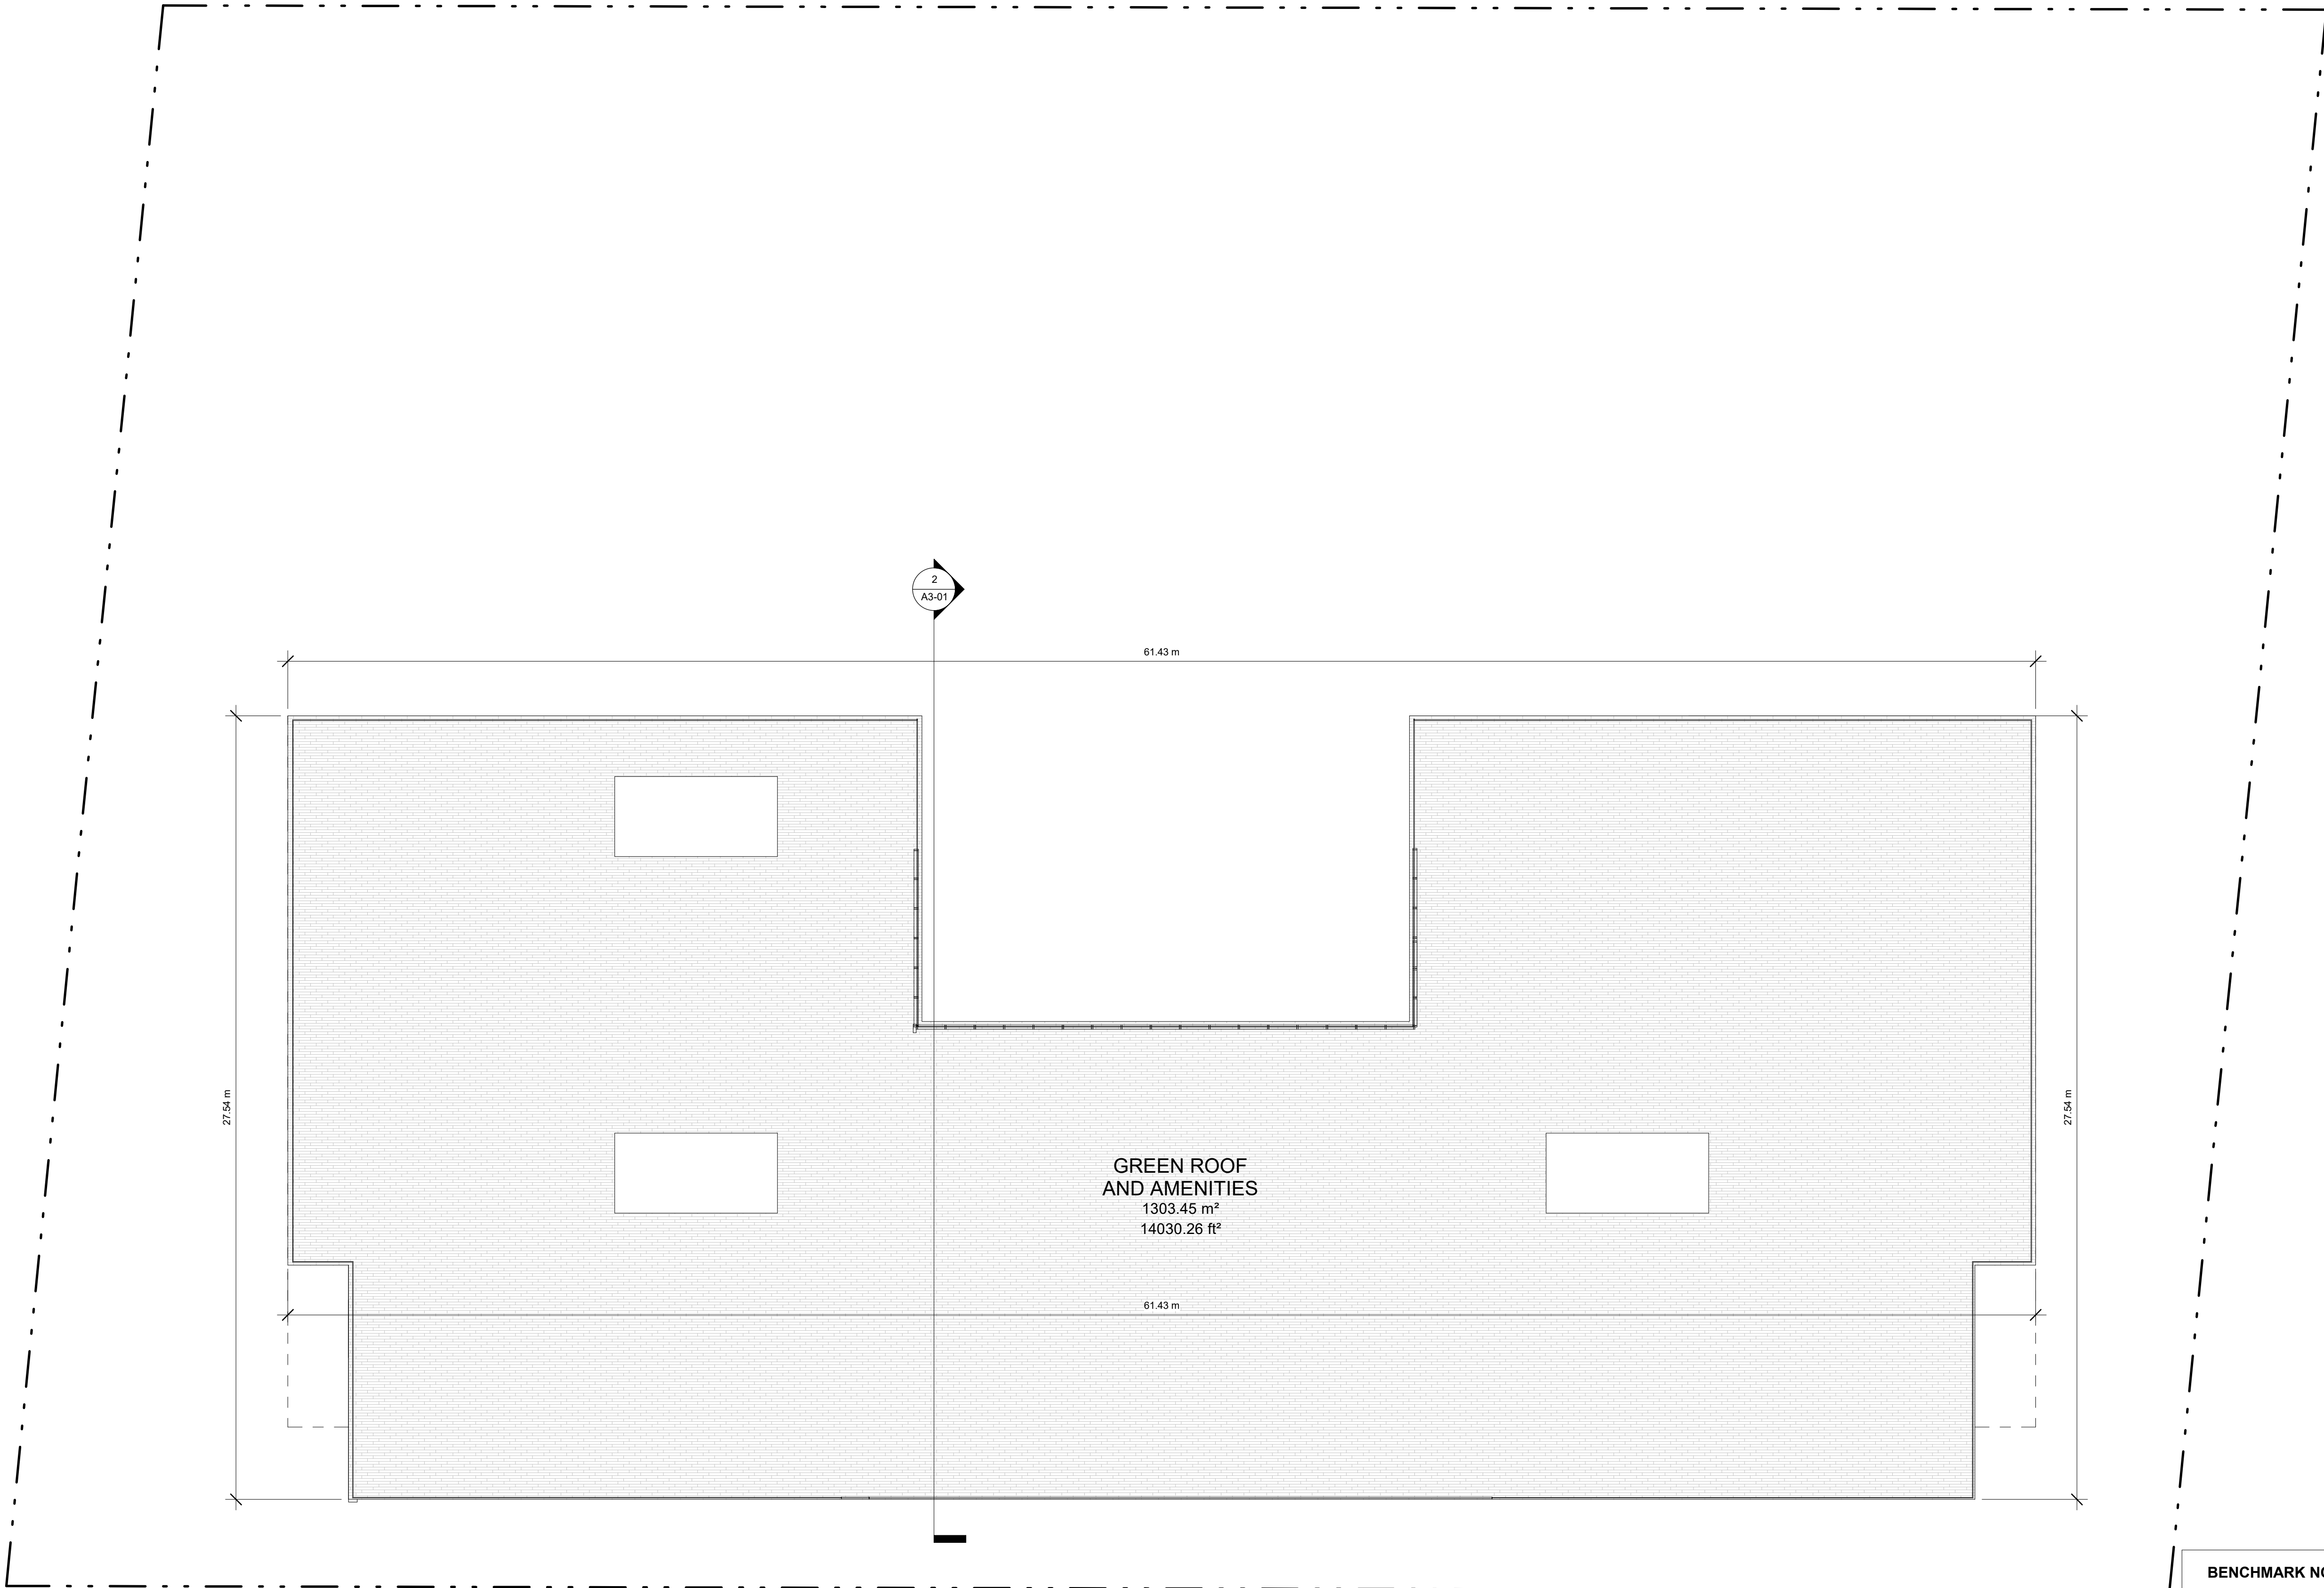 2
A3-01
61.43 m
27.54 m
27.54 m
GREEN ROOF
AND AMENITIES
1303.45 m²
14030.26 ft²
61.43 m
BENCHMARK